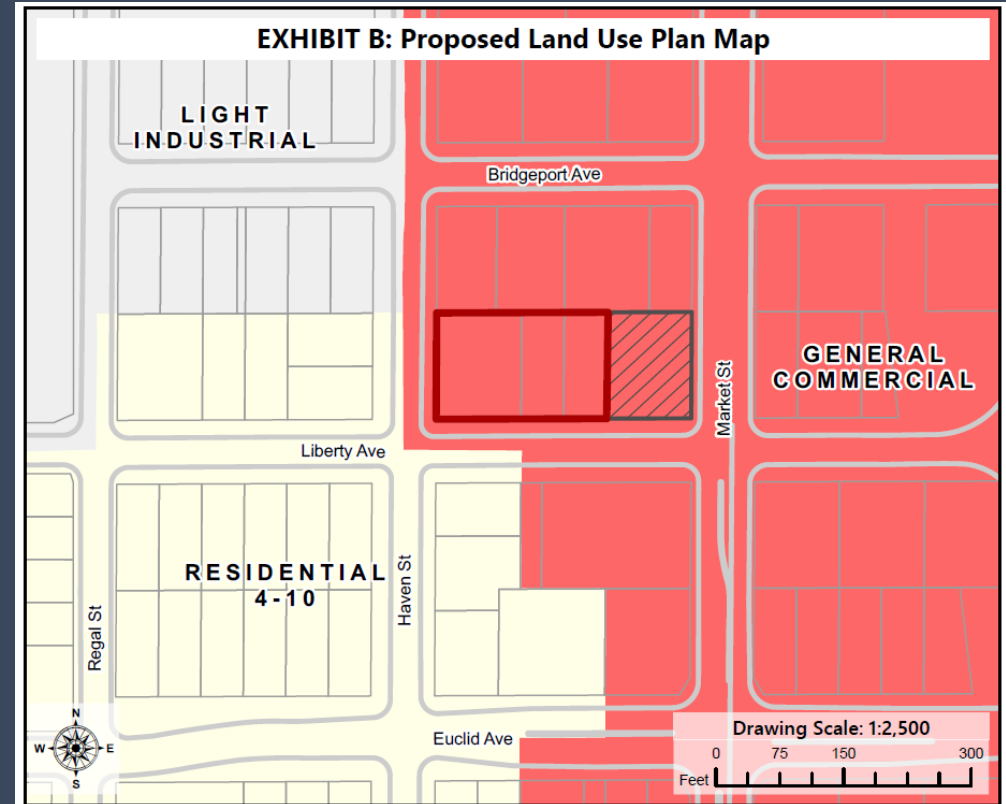 EXHIBIT B: Proposed Land Use Plan Map
LIGHT
INDUSTRIAL
Bridgeport Ave
GENERAL
COMMERCIAL
Market St
Liberty Ave
RESIDENTIAL
4-10
Haven St
Regal St
Euclid Ave
N
W
E
S
Drawing Scale: 1:2,500
0 75 150 300
Feet